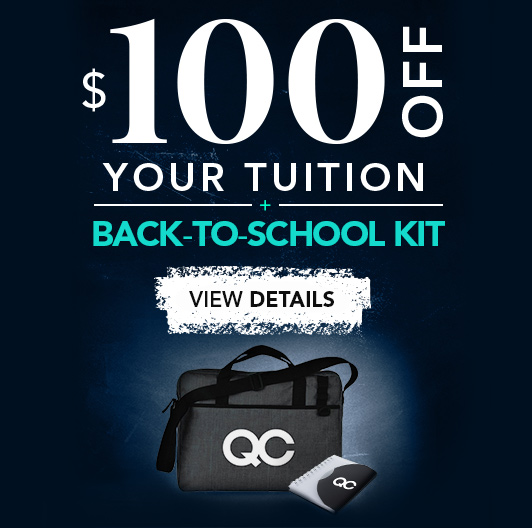 $100 OFF
YOUR TUITION
+
BACK-TO-SCHOOL KIT
VIEW DETAILS
QC
QC